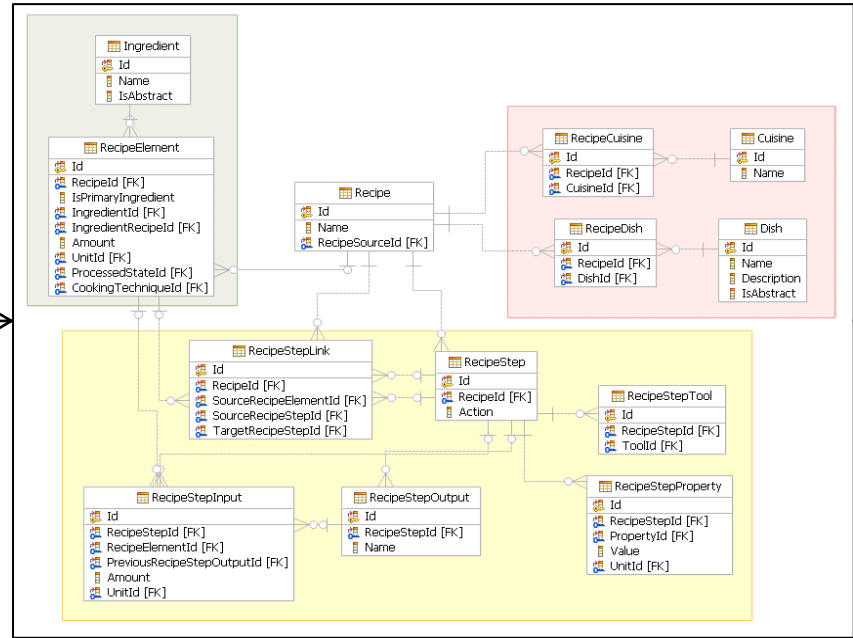 Ingredient
Id
Name
IsAbstract
RecipeElement
Id
RecipeId [FK]
IsPrimaryIngredient
IngredientId [FK]
IngredientRecipeId [FK]
Amount
UnitId [FK]
ProcessedStateId [FK]
CookingTechniqueId [FK]
Recipe
Id
Name
RecipeSourceId [FK]
RecipeCuisine
Id
RecipeId [FK]
CuisineId [FK]
Cuisine
Id
Name
RecipeDish
Id
RecipeId [FK]
DishId [FK]
Dish
Id
Name
Description
IsAbstract
RecipeStepLink
Id
RecipeId [FK]
SourceRecipeElementId [FK]
SourceRecipeStepId [FK]
TargetRecipeStepId [FK]
RecipeStep
Id
RecipeId [FK]
Action
RecipeStepTool
Id
RecipeStepId [FK]
ToolId [FK]
RecipeStepInput
Id
RecipeStepId [FK]
RecipeElementId [FK]
PreviousRecipeStepOutputId [FK]
Amount
UnitId [FK]
RecipeStepOutput
Id
RecipeStepId [FK]
Name
RecipeStepProperty
Id
RecipeStepId [FK]
PropertyId [FK]
Value
UnitId [FK]